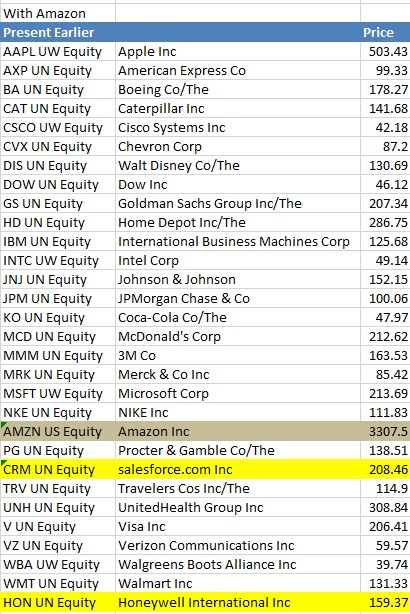 With Amazon
Present Earlier Price
AAPL UW Equity Apple Inc 503.43
AXP UN Equity American Express Co 99.33
BA UN Equity Boeing Co/The 178.27
CAT UN Equity Caterpillar Inc 141.68
CSCO UW Equity Cisco Systems Inc 42.18
CVX UN Equity Chevron Corp 87.2
DIS UN Equity Walt Disney Co/The 130.69
DOW UN Equity Dow Inc 46.12
GS UN Equity Goldman Sachs Group Inc/The 207.34
HD UN Equity Home Depot Inc/The 286.75
IBM UN Equity International Business Machines Corp 125.68
INTC UW Equity Intel Corp 49.14
JNJ UN Equity Johnson & Johnson 152.15
JPM UN Equity JPMorgan Chase & Co 100.06
KO UN Equity Coca-Cola Co/The 47.97
MCD UN Equity McDonald's Corp 212.62
MMM UN Equity 3M Co 163.53
MRK UN Equity Merck & Co Inc 85.42
MSFT UW Equity Microsoft Corp 213.69
NKE UN Equity NIKE Inc 111.83
AMZN US Equity Amazon Inc 3307.5
PG UN Equity Procter & Gamble Co/The 138.51
CRM UN Equity salesforce.com Inc 208.46
TRV UN Equity Travelers Cos Inc/The 114.9
UNH UN Equity UnitedHealth Group Inc 308.84
V UN Equity Visa Inc 206.41
VZ UN Equity Verizon Communications Inc 59.57
WBA UW Equity Walgreens Boots Alliance Inc 39.74
WMT UN Equity Walmart Inc 131.33
HON UN Equity Honeywell International Inc 159.37